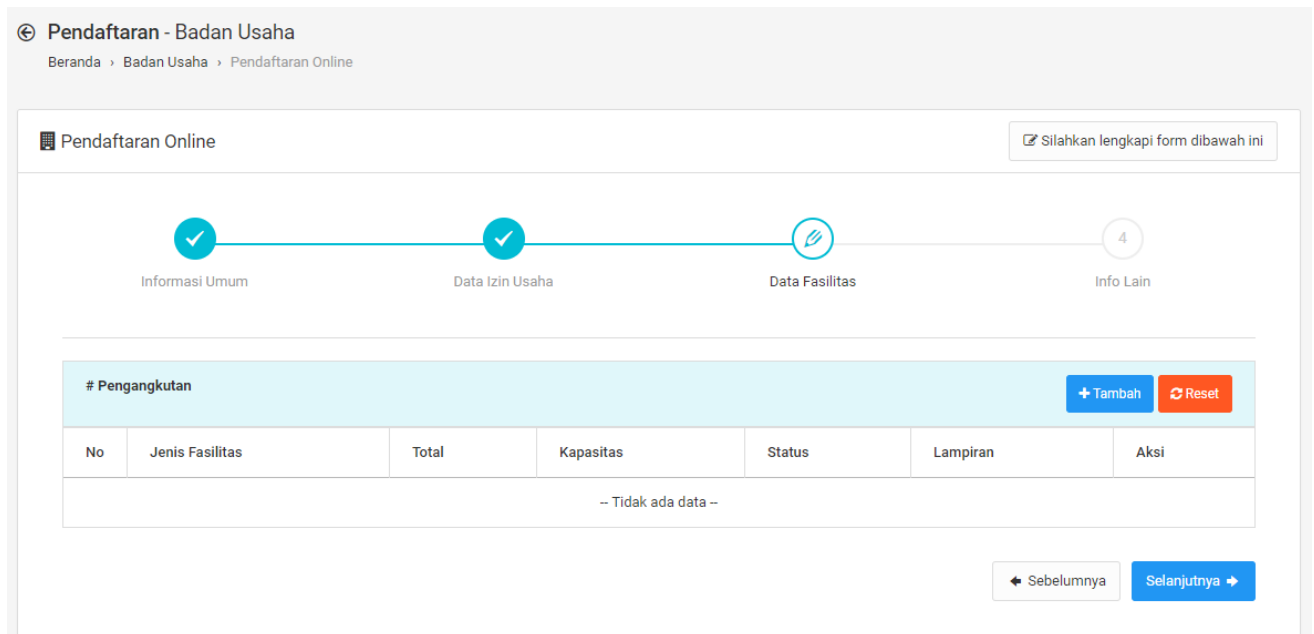 Pendaftaran - Badan Usaha
Beranda › Badan Usaha › Pendaftaran Online
Pendaftaran Online
Silahkan lengkapi form dibawah ini
4
Informasi Umum
Data Izin Usaha
Data Fasilitas
Info Lain
# Pengangkutan
+ Tambah
Reset
No Jenis Fasilitas Total Kapasitas Status Lampiran Aksi
-- Tidak ada data --
Sebelumnya
Selanjutnya